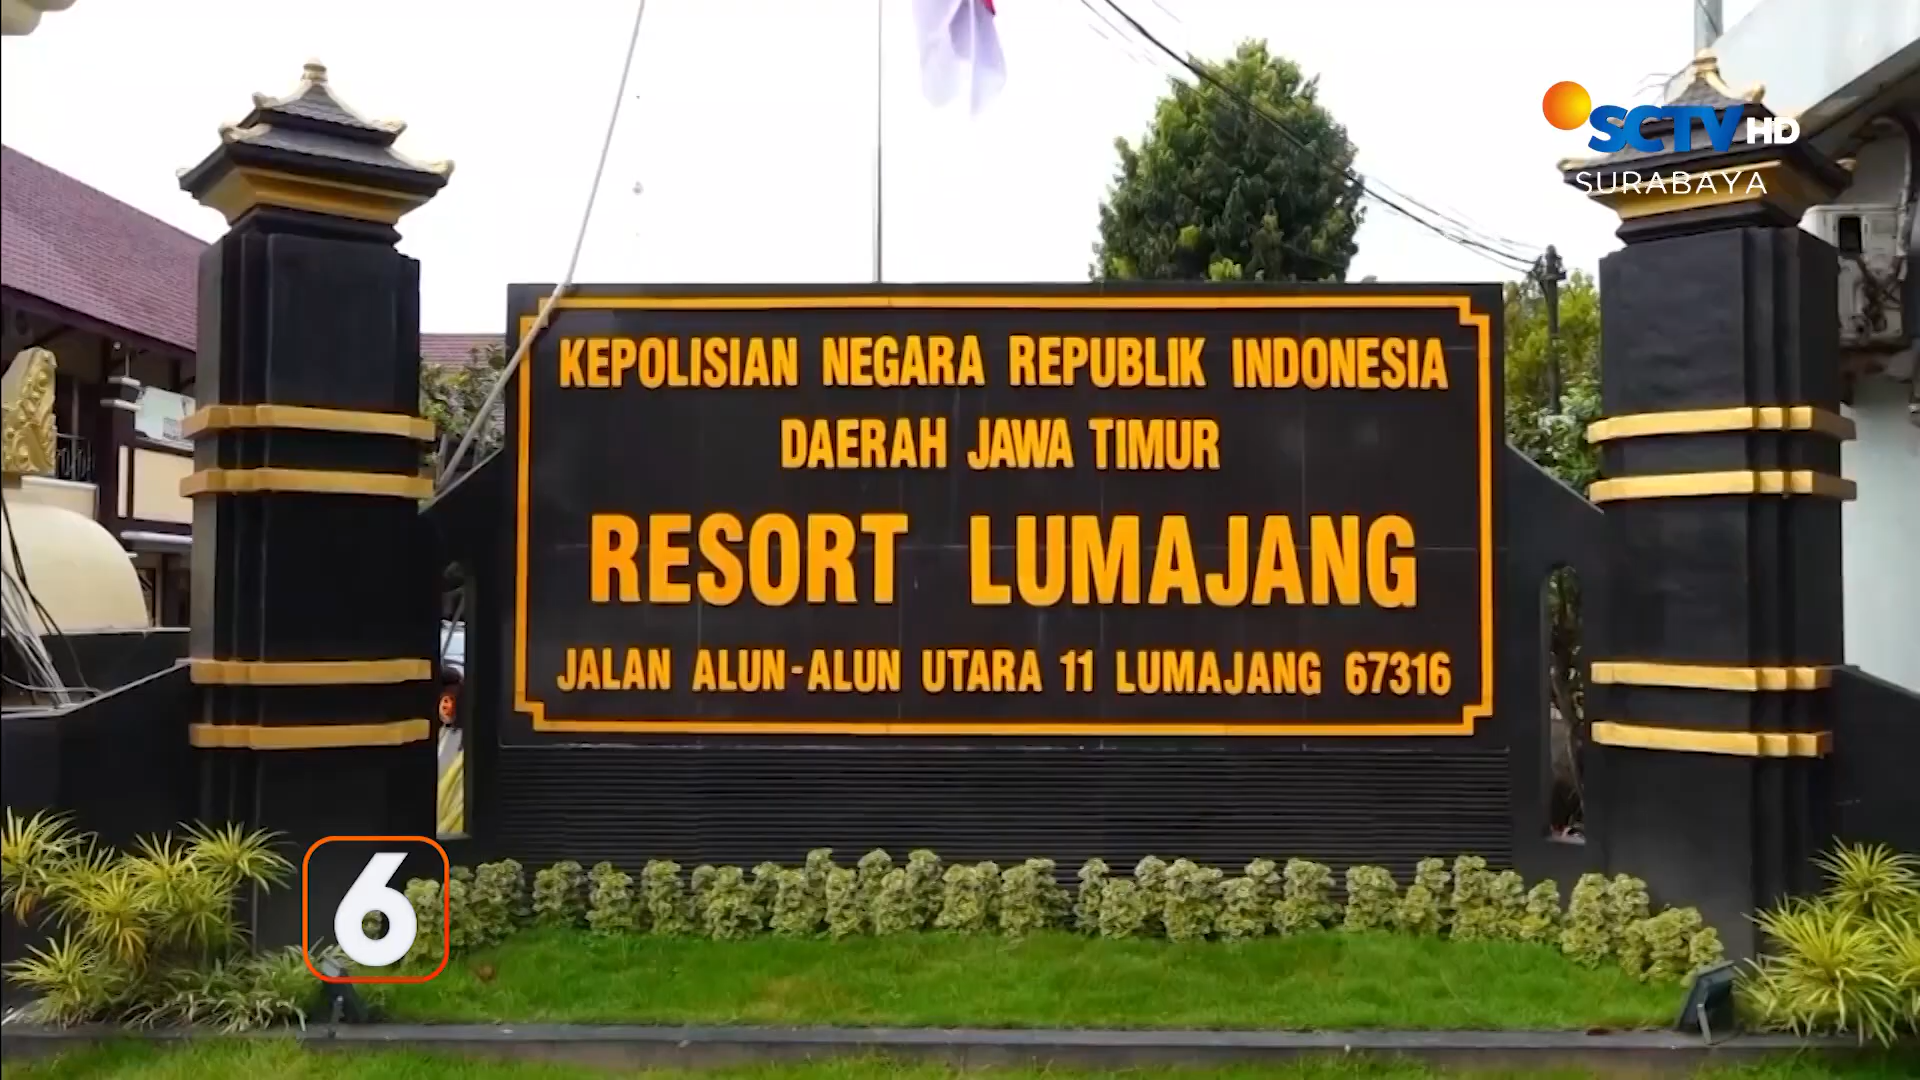 SCTV HD
SURABAYA
KEPOLISIAN NEGARA REPUBLIK INDONESIA
DAERAH JAWA TIMUR
RESORT LUMAJANG
JALAN ALUN-ALUN UTARA 11 LUMAJANG 67316
6